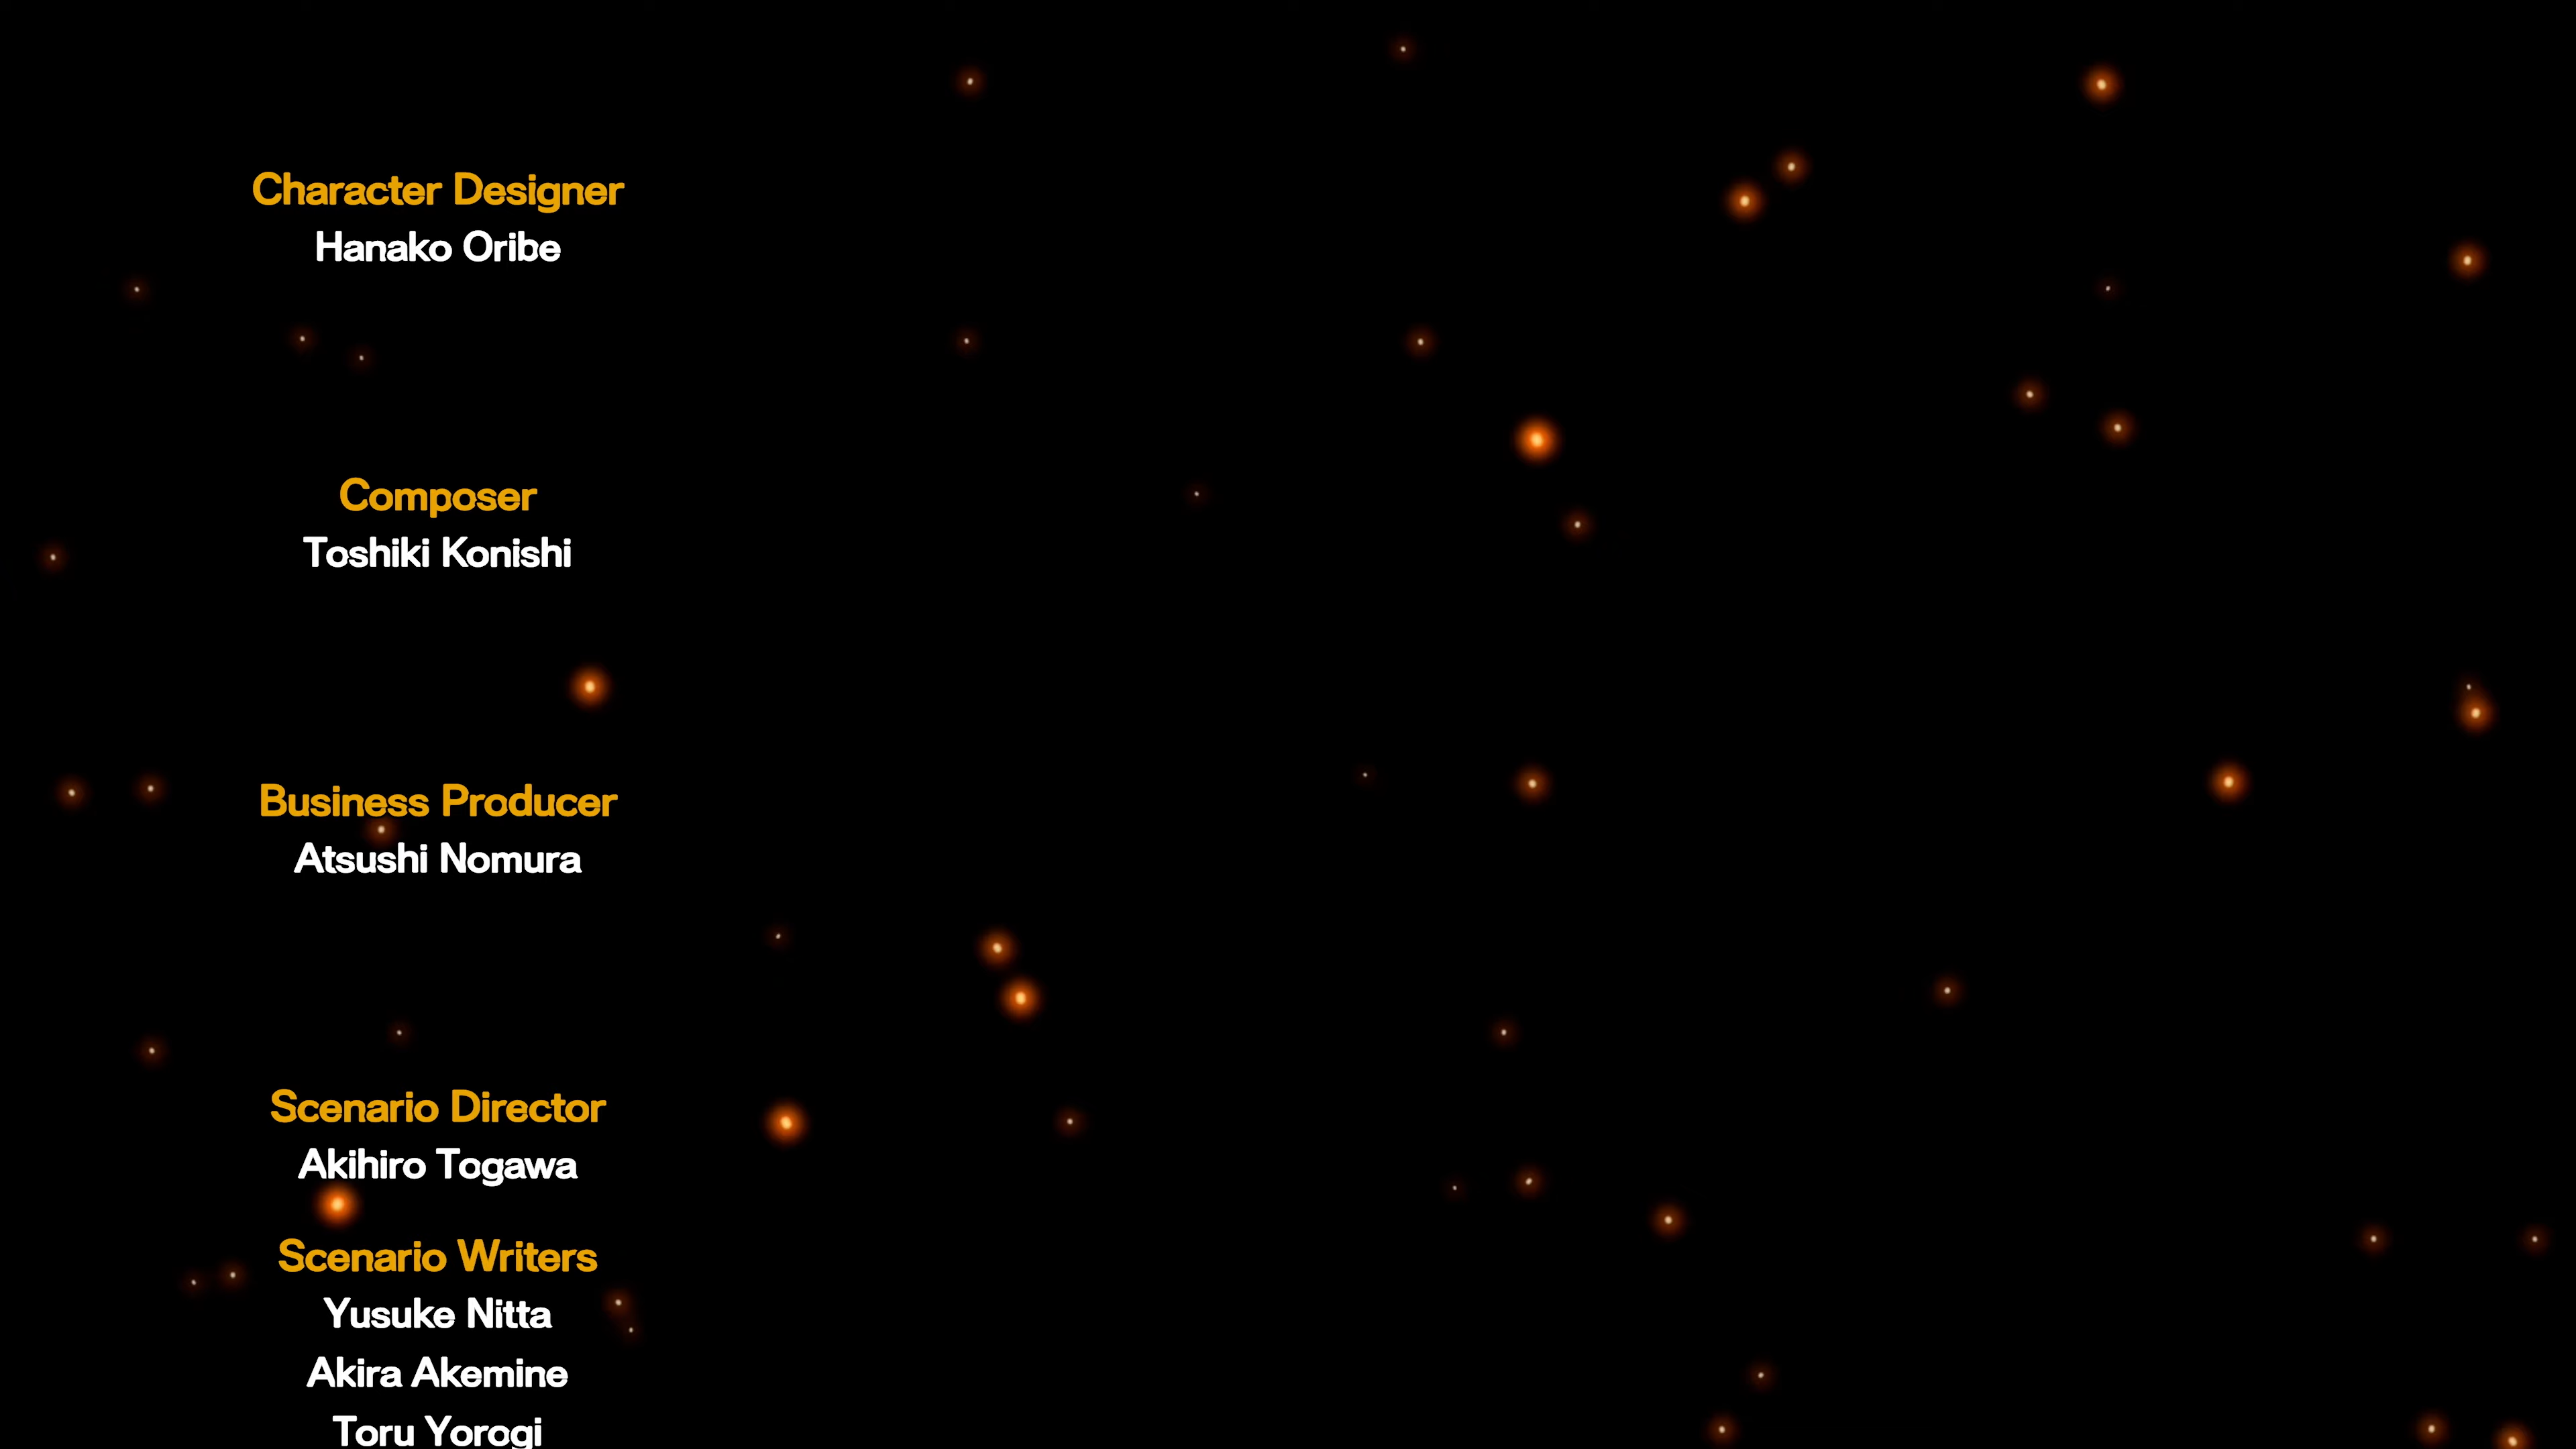 Character Designer
Hanako Oribe
Composer
Toshiki Konishi
Business Producer
Atsushi Nomura
Scenario Director
Akihiro Togawa
Scenario Writers
Yusuke Nitta
Akira Akemine
Toru Yorogi